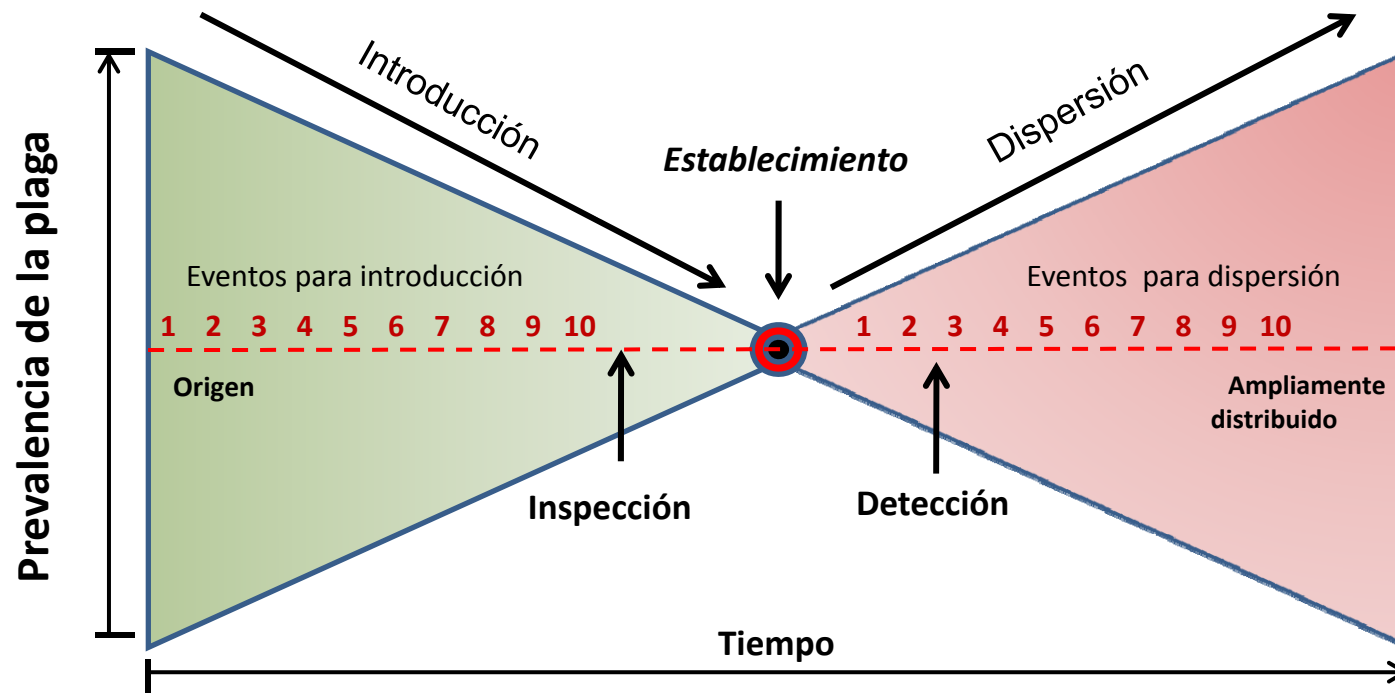 Introducción
Dispersión
Establecimiento
Prevalencia de la plaga
Eventos para introducción
Eventos para dispersión
1 2 3 4 5 6 7 8 9 10
1 2 3 4 5 6 7 8 9 10
Origen
Ampliamente
distribuido
Inspección
Detección
Tiempo